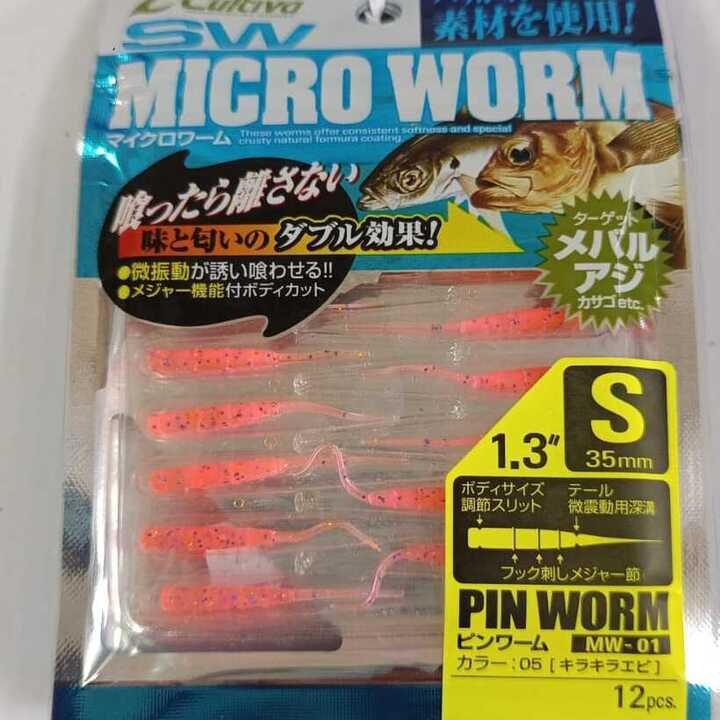 Cultiva
素材を使用!
SW
MICRO WORM
マイクロワーム
These worms offer consistent softness and special
crusty natural formura coating.
喰ったら離さない
味と匂いの ダブル効果!
●微振動が誘い喰わせる!!
●メジャー機能付ボディカット
ターゲット
メバル
アジ
カサゴetc.
S
1.3"
35mm
ボディサイズ
調節スリット
テール
微震動用深溝
フック刺しメジャー節
PIN WORM
ピンワーム
MW-01
カラー:05 [キラキラエビ]
12pcs.